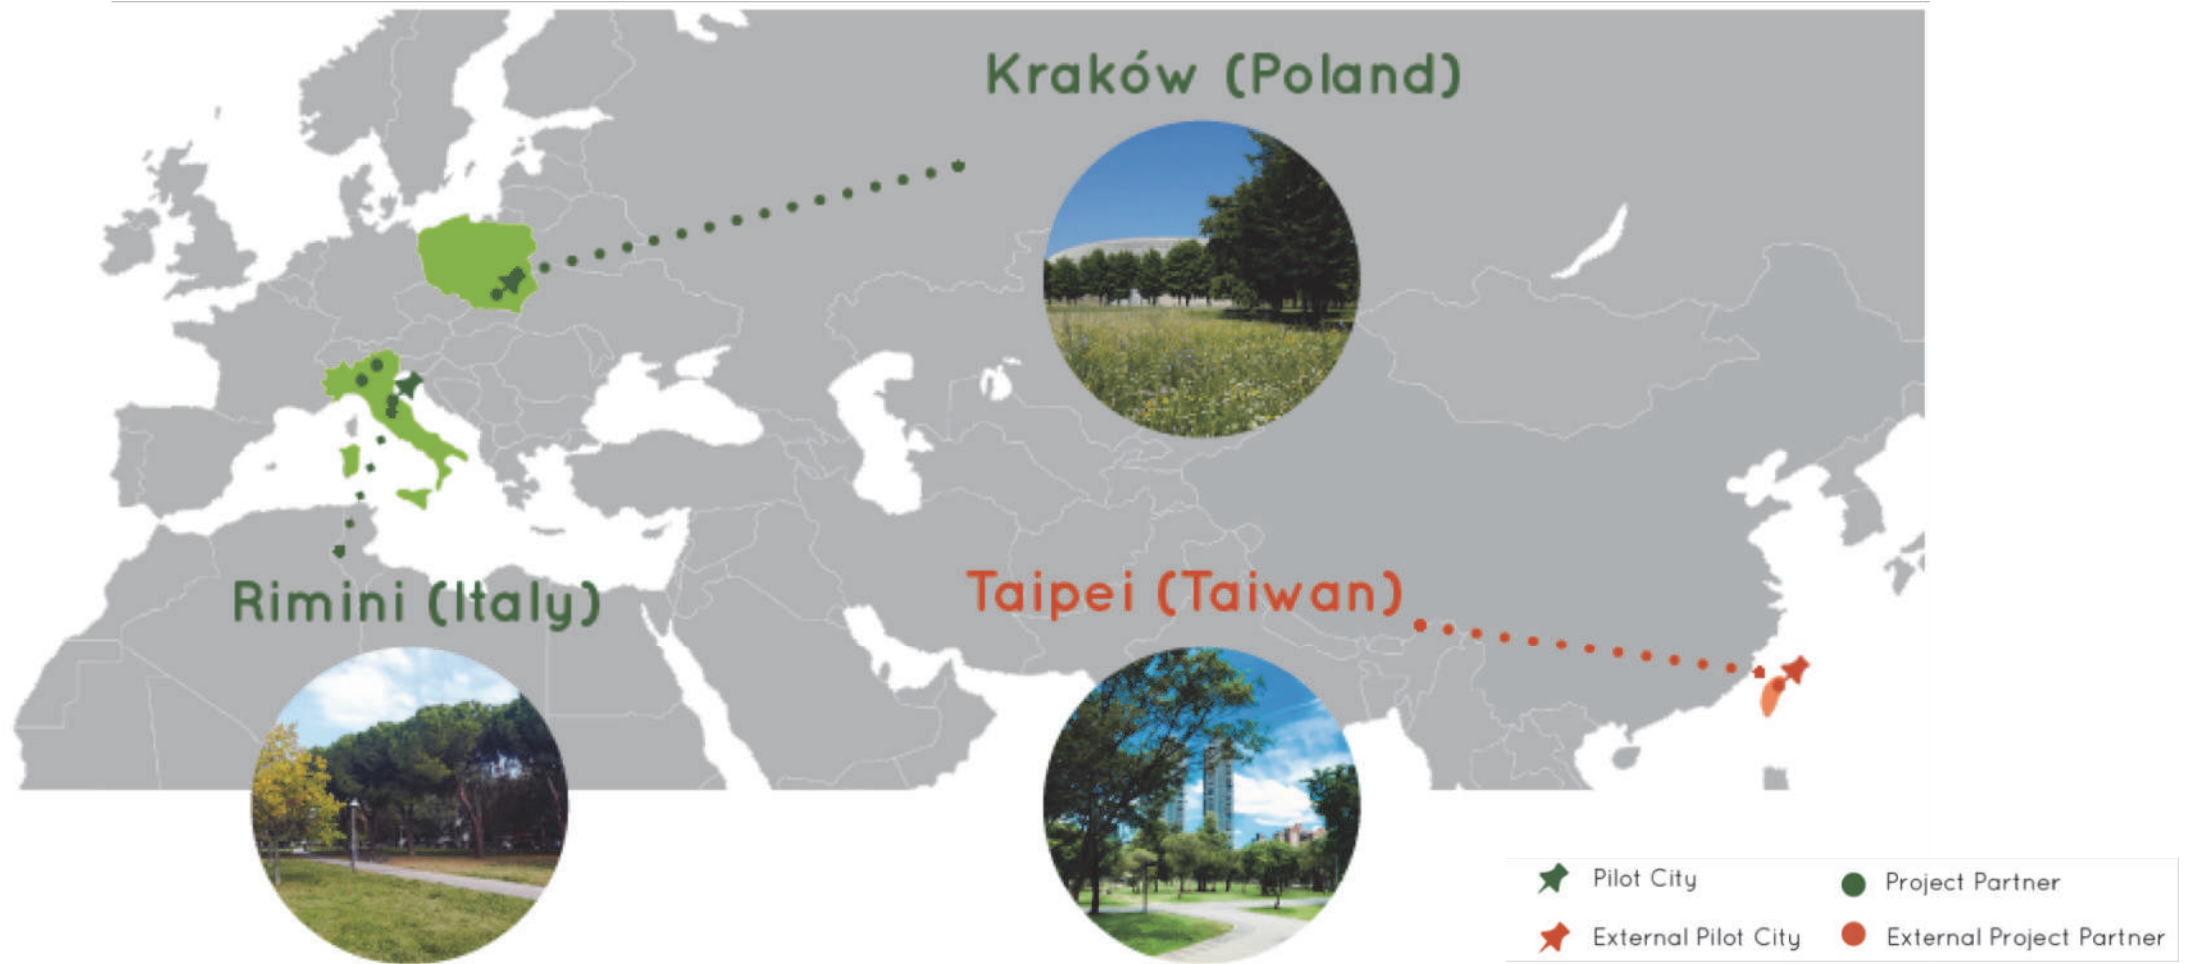 Kraków (Poland)
Rimini (Italy)
Taipei (Taiwan)
Pilot City
Project Partner
External Pilot City
External Project Partner